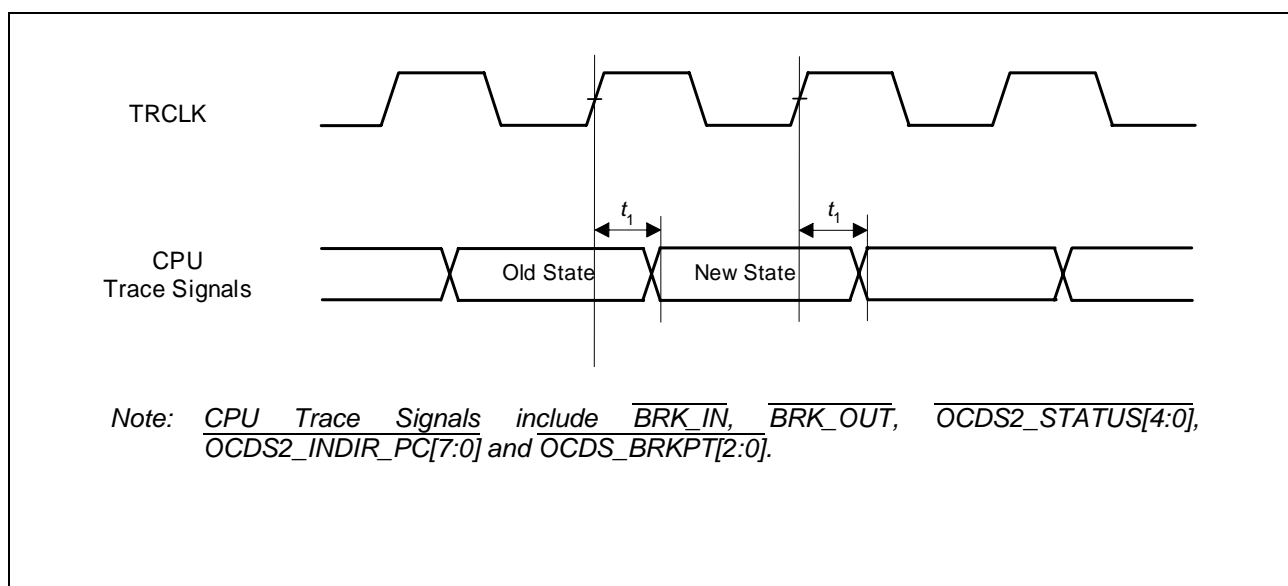 TRCLK
t1
t1
CPU
Trace Signals
Old State
New State
Note: CPU Trace Signals include BRK_IN, BRK_OUT, OCDS2_STATUS[4:0],
OCDS2_INDIR_PC[7:0] and OCDS_BRKPT[2:0].